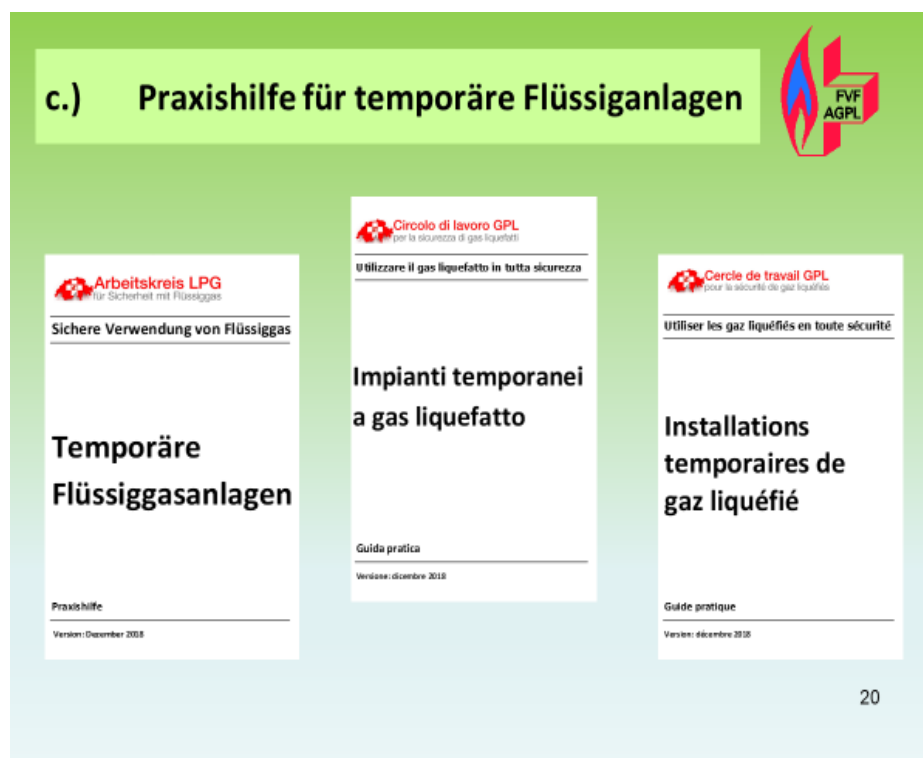 c.) Praxishilfe für temporäre Flüssiganlagen
FVF
AGPL
Arbeitskreis LPG
für Sicherheit mit Flüssiggas
Sichere Verwendung von Flüssiggas
Temporäre
Flüssiggasanlagen
Praxishilfe
Version: Dezember 2018
Circolo di lavoro GPL
per la sicurezza di gas liquefatti
Utilizzare il gas liquefatto in tutta sicurezza
Impianti temporanei
a gas liquefatto
Guida pratica
Versione: dicembre 2018
Cercle de travail GPL
pour la sécurité de gaz liquéfiés
Utiliser les gaz liquéfiés en toute sécurité
Installations
temporaires de
gaz liquéfié
Guide pratique
Version: décembre 2018
20